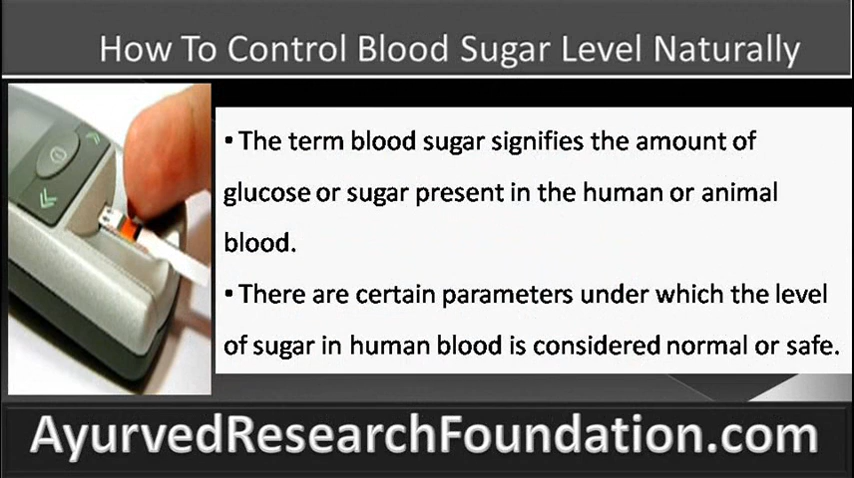 How To Control Blood Sugar Level Naturally
• The term blood sugar signifies the amount of
glucose or sugar present in the human or animal
blood.
• There are certain parameters under which the level
of sugar in human blood is considered normal or safe.
AyurvedResearchFoundation.com